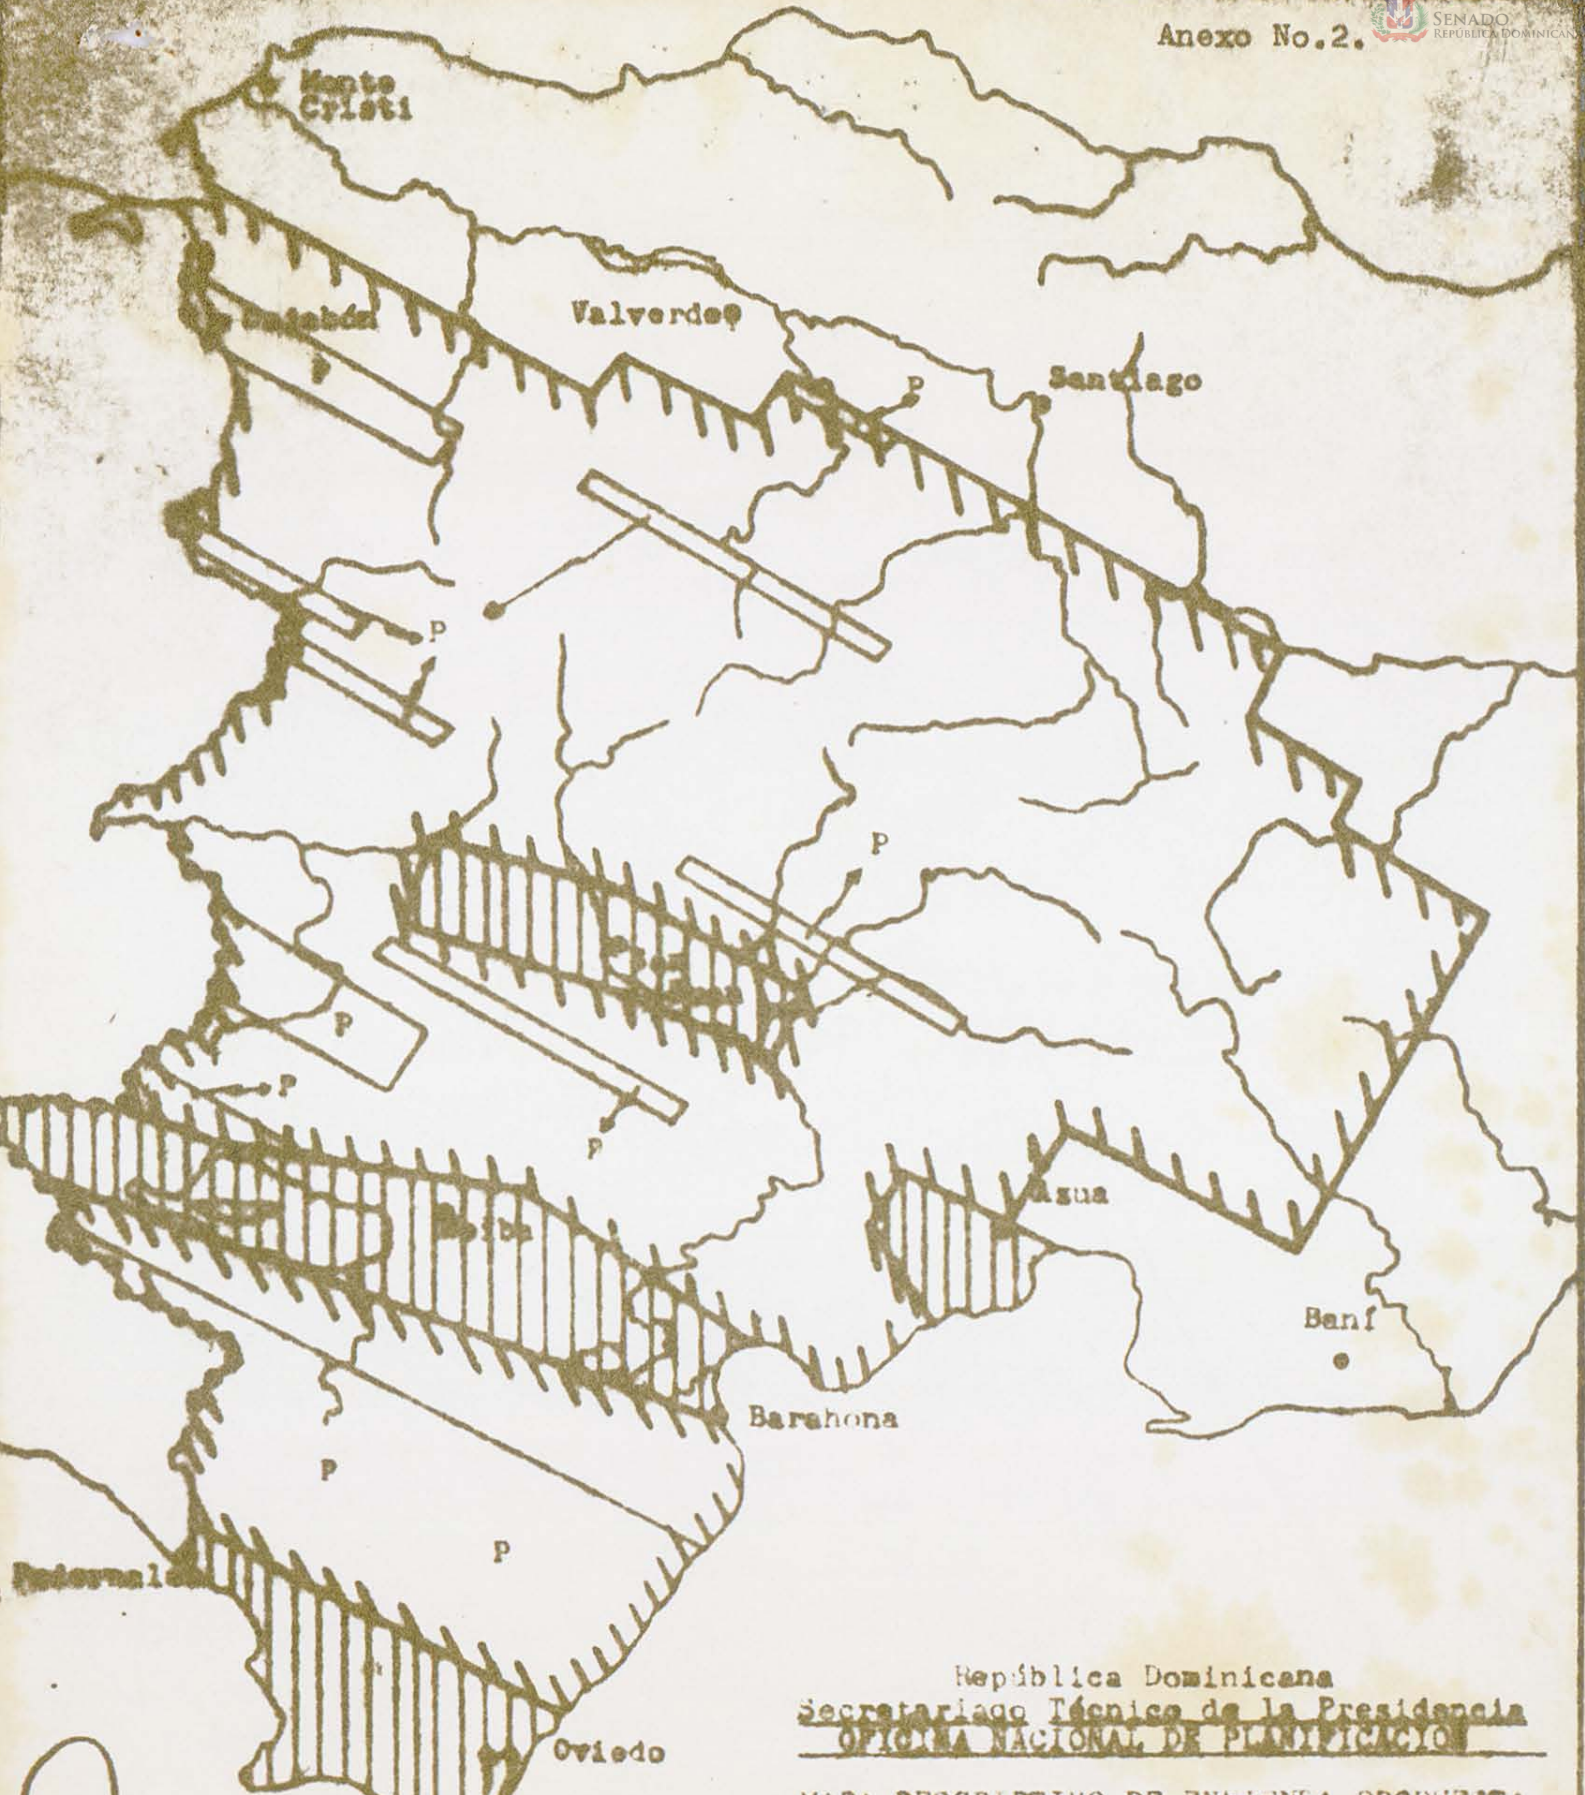 Anexo No.2.
SENADO
REPÚBLICA DOMINICANA
Monte
Cristi
Valverde
P
Santiago
P
P
P
P
P
Azua
Baní
Barahona
P
P
Oviedo
República Dominicana
Secretariado Técnico de la Presidencia
OFICINA NACIONAL DE PLANIFICACION